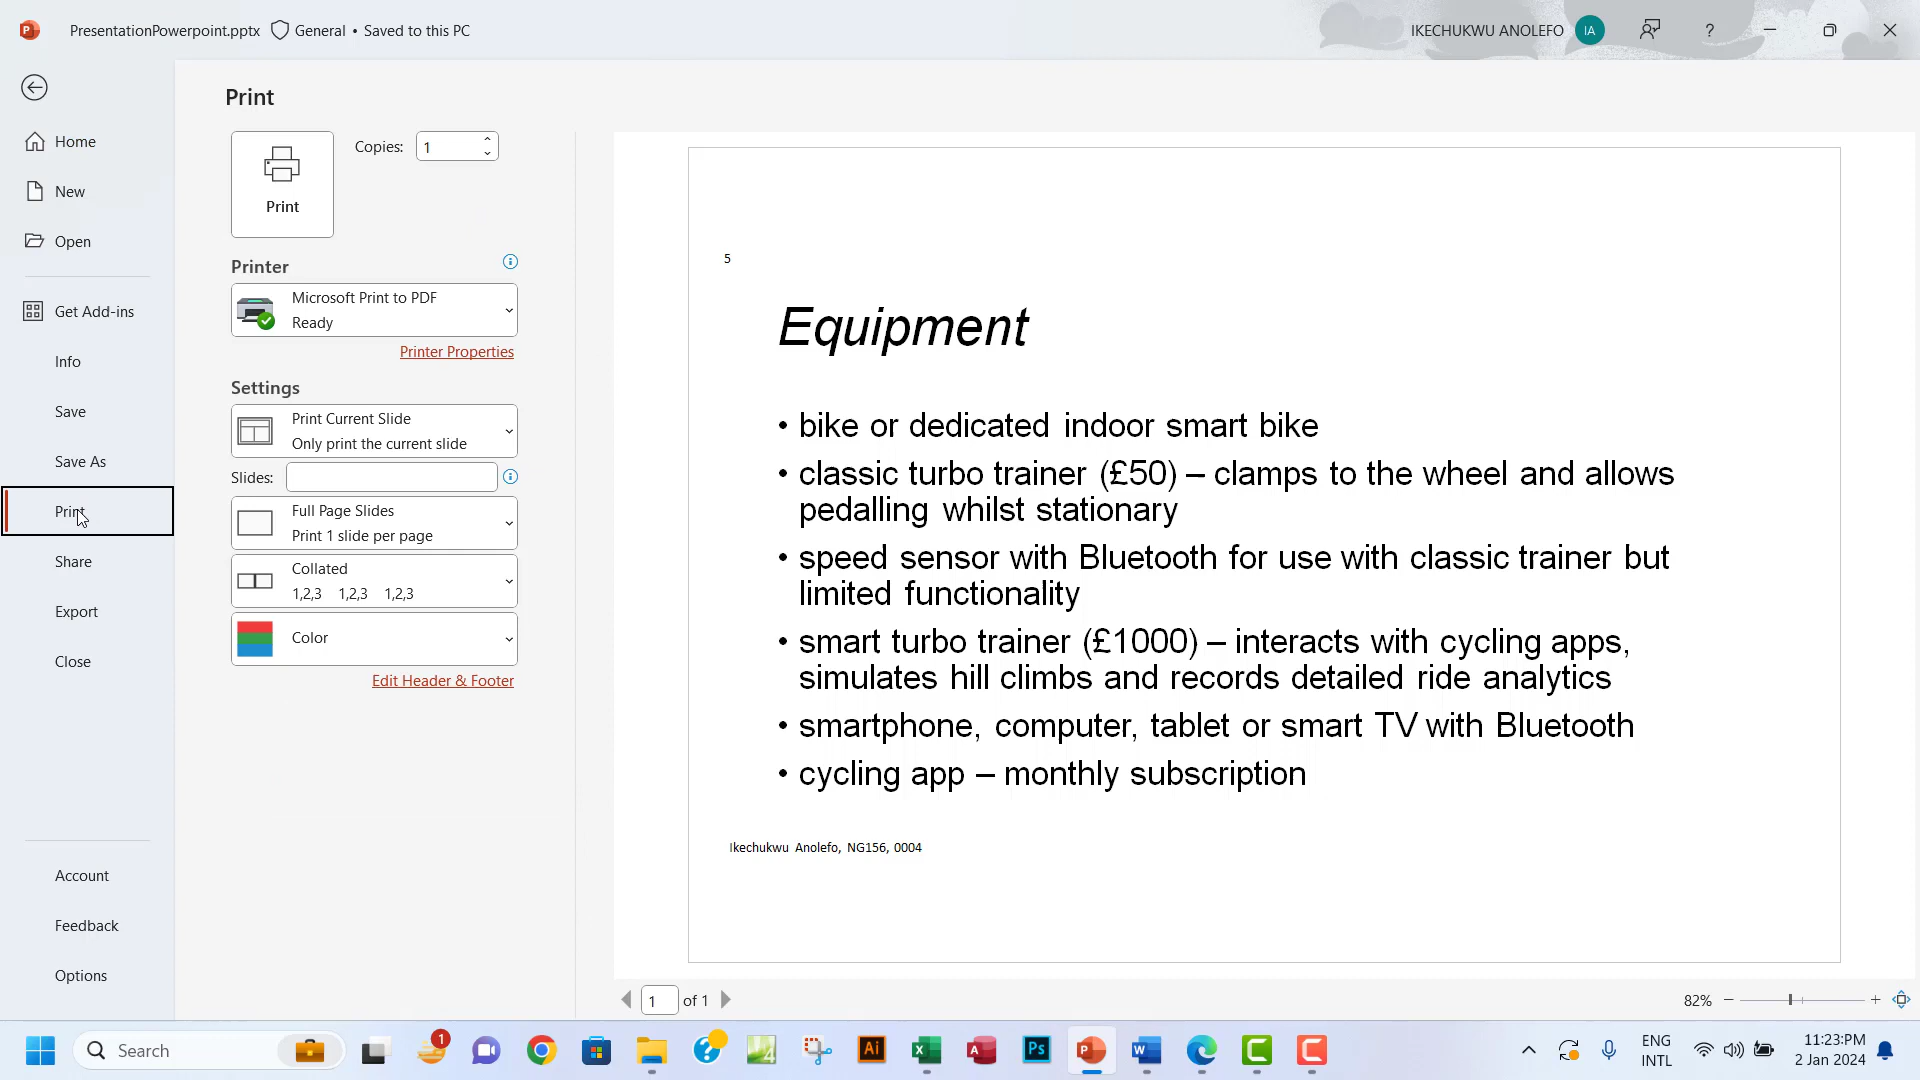 PresentationPowerpoint.pptx General • Saved to this PC
IKECHUKWU ANOLEFO IA ?
Home
New
Open
Get Add-ins
Info
Save
Save As
Print
Share
Export
Close
Account
Feedback
Options
Print
Print
Copies: 1
Printer
Microsoft Print to PDF
Ready
Printer Properties
Settings
Print Current Slide
Only print the current slide
Slides:
Full Page Slides
Print 1 slide per page
Collated
1,2,3 1,2,3 1,2,3
Color
Edit Header & Footer
5
Equipment
• bike or dedicated indoor smart bike
• classic turbo trainer (£50) – clamps to the wheel and allows
pedalling whilst stationary
• speed sensor with Bluetooth for use with classic trainer but
limited functionality
• smart turbo trainer (£1000) – interacts with cycling apps,
simulates hill climbs and records detailed ride analytics
• smartphone, computer, tablet or smart TV with Bluetooth
• cycling app – monthly subscription
Ikechukwu Anolefo, NG156, 0004
1 of 1
82%
Search
1
Ai
Ps
ENG
INTL
11:23:PM
2 Jan 2024